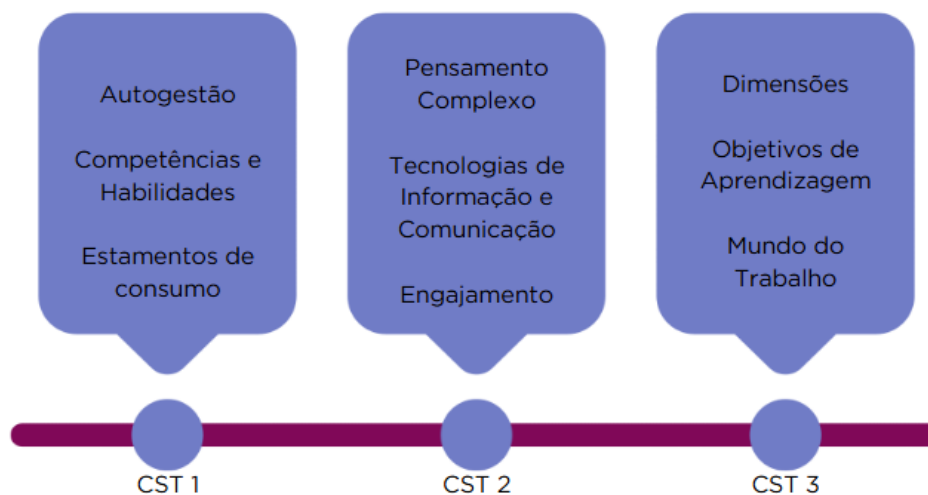 Autogestão
Competências e
Habilidades
Estamentos de
consumo
Pensamento
Complexo
Tecnologias de
Informação e
Comunicação
Engajamento
Dimensões
Objetivos de
Aprendizagem
Mundo do
Trabalho
CST 1
CST 2
CST 3